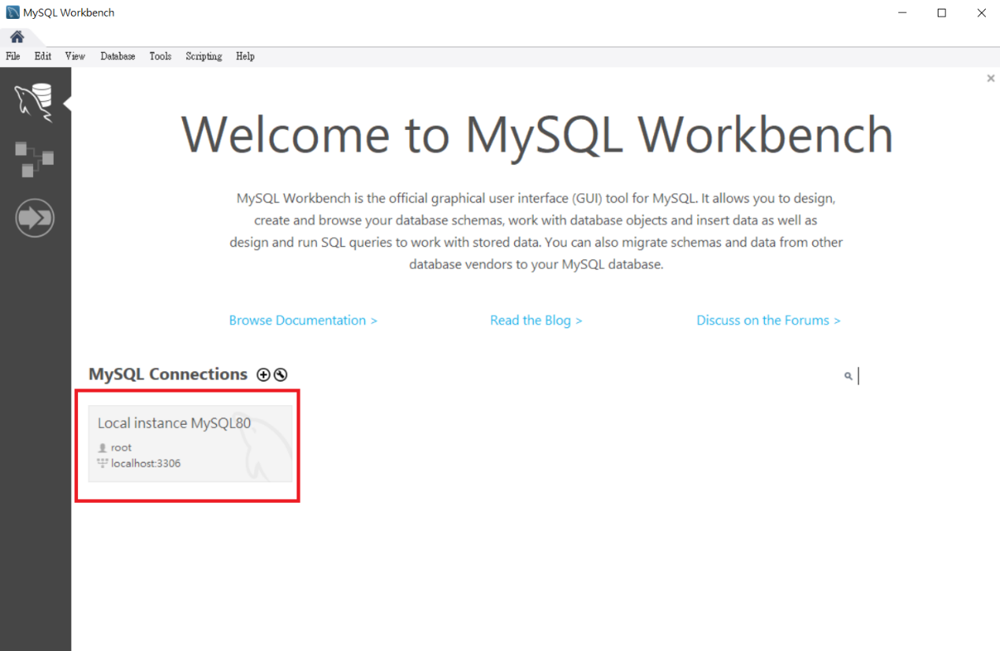 MySQL Workbench
File Edit View Database Tools Scripting Help
Welcome to MySQL Workbench
MySQL Workbench is the official graphical user interface (GUI) tool for MySQL. It allows you to design,
create and browse your database schemas, work with database objects and insert data as well as
design and run SQL queries to work with stored data. You can also migrate schemas and data from other
database vendors to your MySQL database.
Browse Documentation > Read the Blog > Discuss on the Forums >
MySQL Connections
Local instance MySQL80
root
localhost:3306